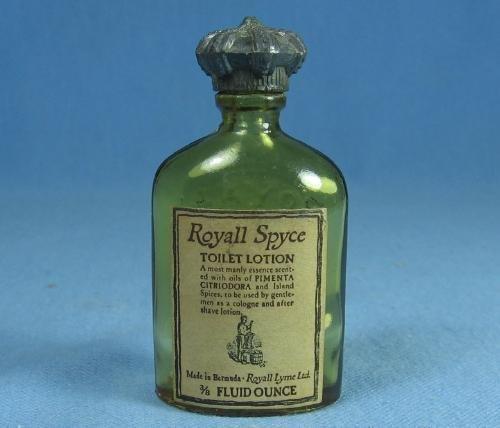 Royall Spyce
TOILET LOTION
A most manly essence scent-
ed with oils of PIMENTA
CITRIODORA and Island
Spices, to be used by gentle-
men as a cologne and after
shave lotion.
Made in Bermuda - Royall Lyme Ltd.
3/8 FLUID OUNCE